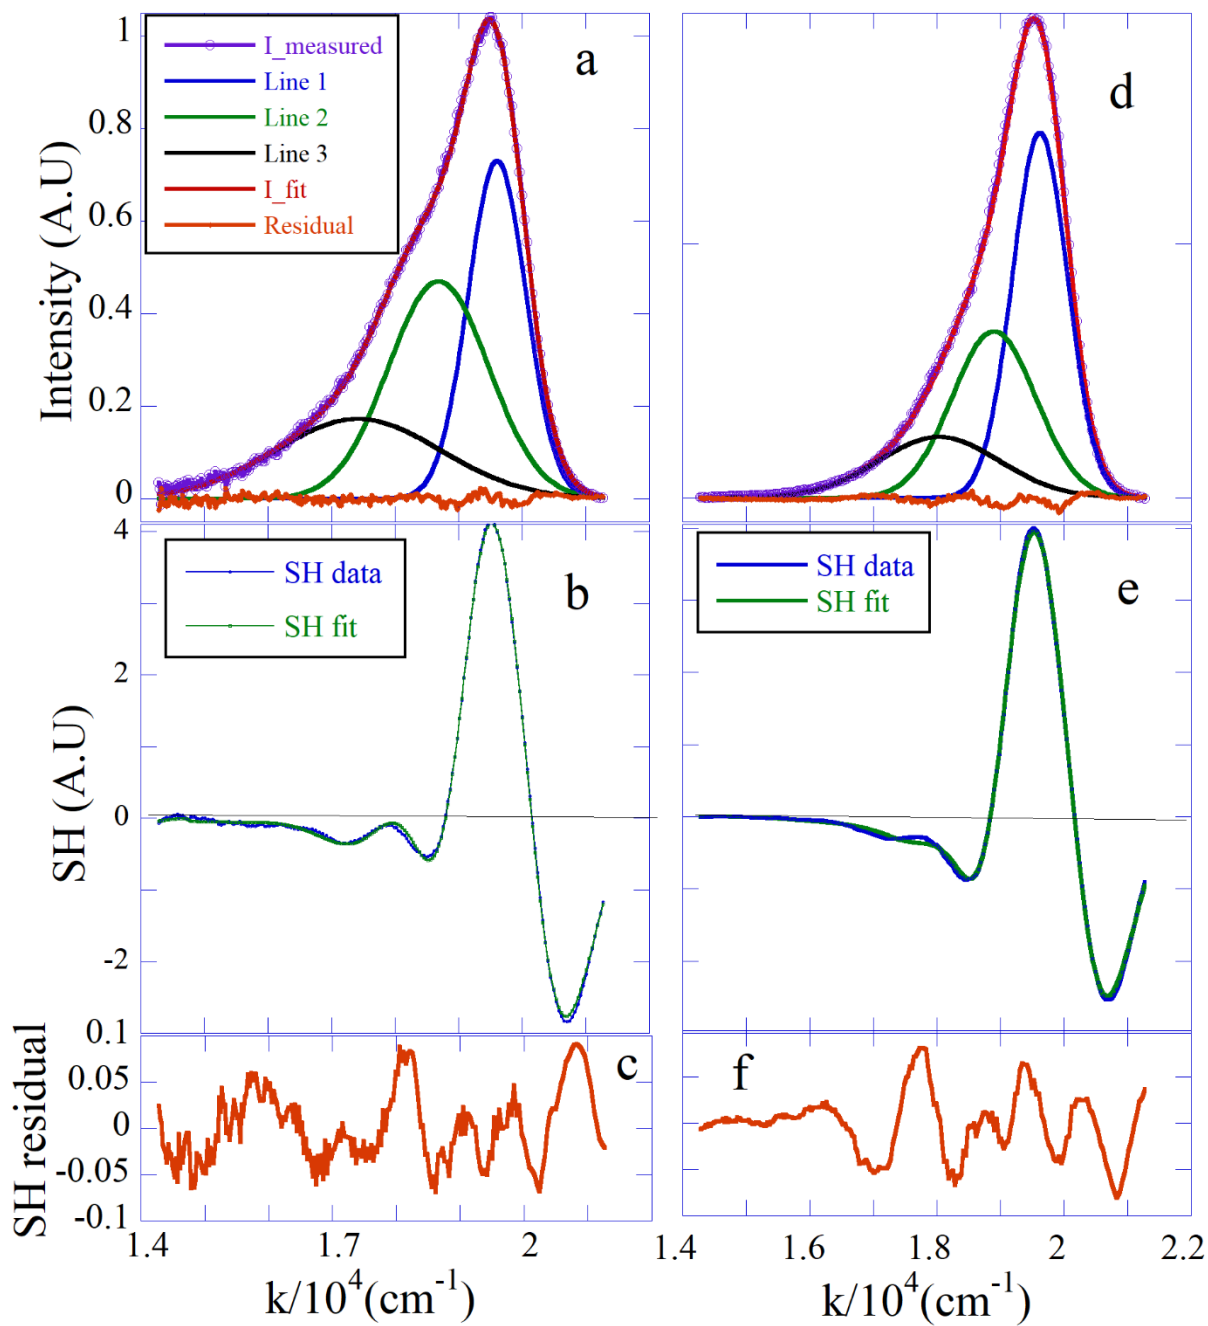 I_measured
Line 1
Line 2
Line 3
I_fit
Residual
a
d
1
0.8
0.6
0.4
0.2
0
Intensity (A.U)
SH data
SH fit
b
SH data
SH fit
e
4
2
0
-2
SH (A.U)
c
f
0.1
0.1
0.05
0
-0.05
-0.1
SH residual
1.4
1.7
2
1.4
1.6
1.8
2
2.2
k/10⁴(cm⁻¹)
k/10⁴(cm⁻¹)